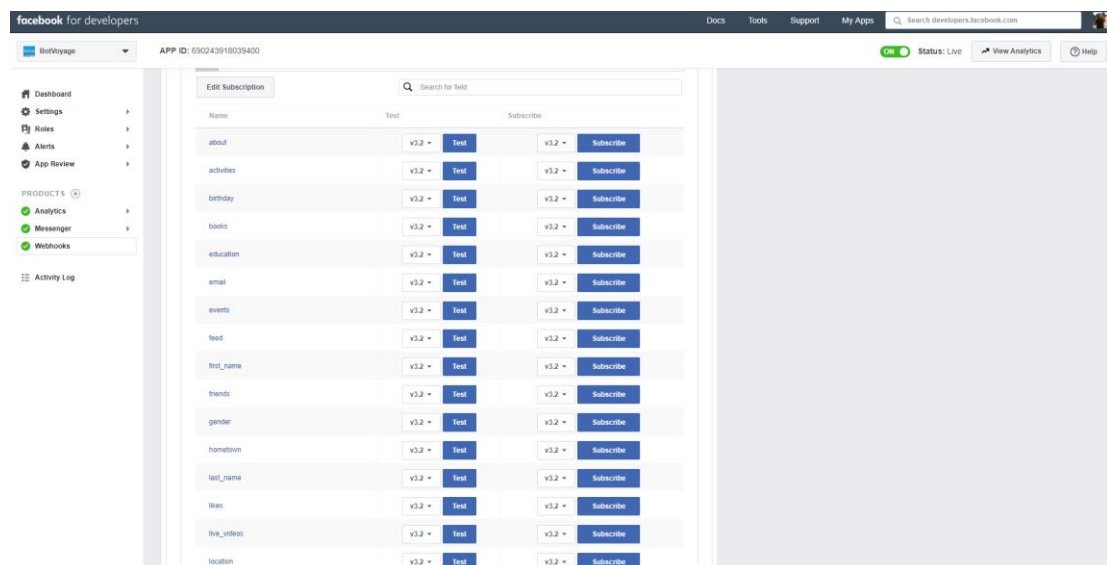 facebook for developers Docs Tools Support My Apps Search developers.facebook.com
BotVoyage APP ID: 690243918039400 ON Status: Live View Analytics Help
Dashboard
Settings
Roles
Alerts
App Review
PRODUCTS
Analytics
Messenger
Webhooks
Activity Log
Edit Subscription Search for field
Name Test Subscribe
about v3.2 Test v3.2 Subscribe
activities v3.2 Test v3.2 Subscribe
birthday v3.2 Test v3.2 Subscribe
books v3.2 Test v3.2 Subscribe
education v3.2 Test v3.2 Subscribe
email v3.2 Test v3.2 Subscribe
events v3.2 Test v3.2 Subscribe
feed v3.2 Test v3.2 Subscribe
first_name v3.2 Test v3.2 Subscribe
friends v3.2 Test v3.2 Subscribe
gender v3.2 Test v3.2 Subscribe
hometown v3.2 Test v3.2 Subscribe
last_name v3.2 Test v3.2 Subscribe
likes v3.2 Test v3.2 Subscribe
live_videos v3.2 Test v3.2 Subscribe
location v3.2 Test v3.2 Subscribe